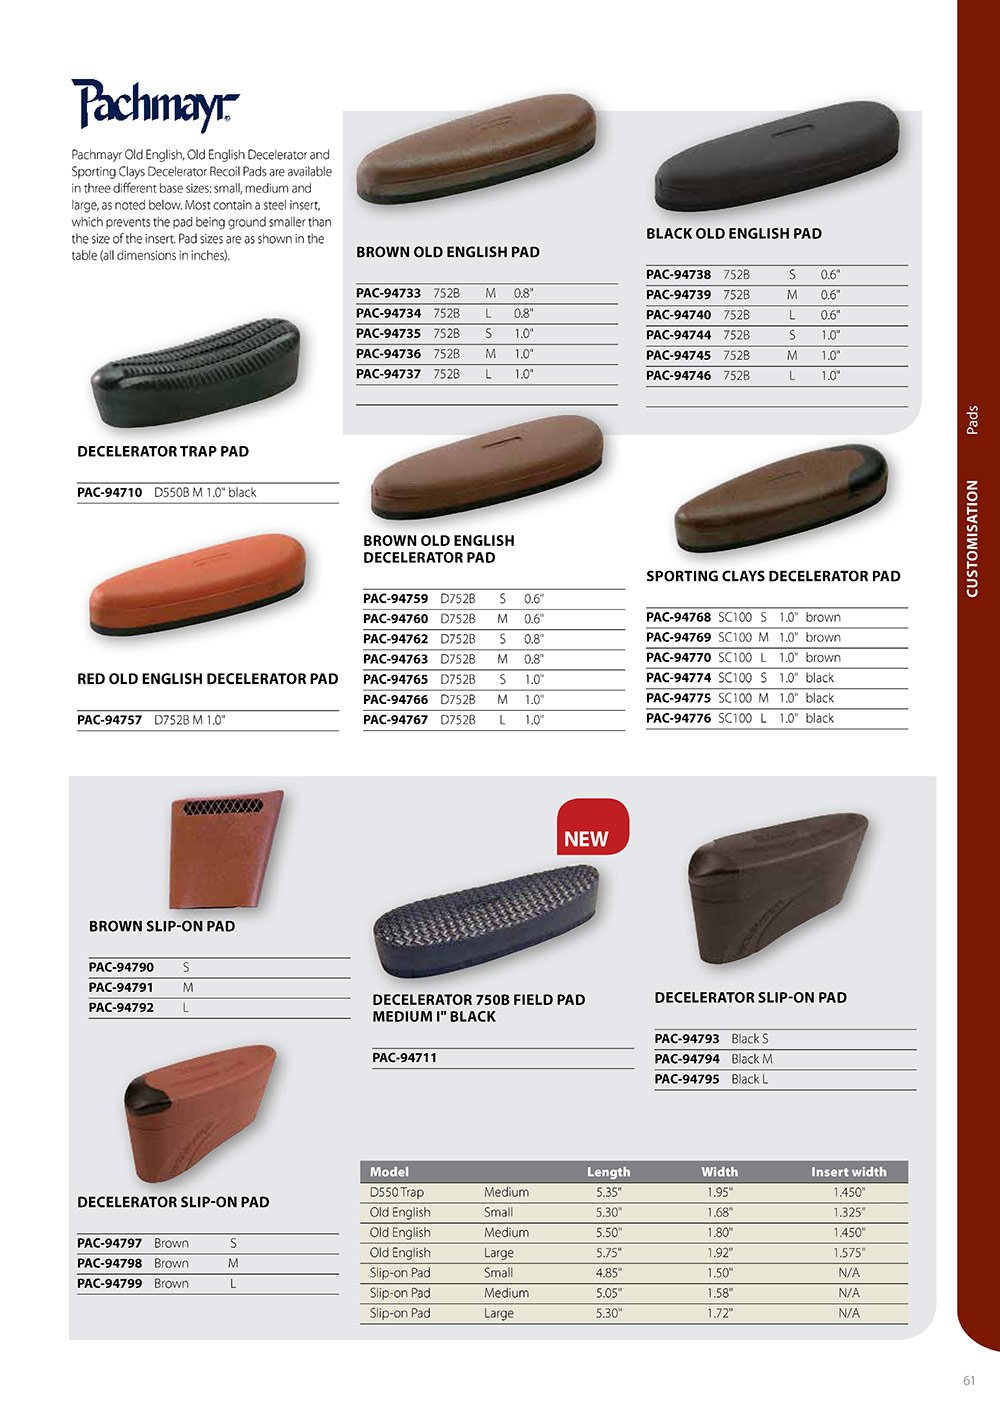 Pachmayr®
Pachmayr Old English, Old English Decelerator and
Sporting Clays Decelerator Recoil Pads are available
in three different base sizes: small, medium and
large, as noted below. Most contain a steel insert,
which prevents the pad being ground smaller than
the size of the insert. Pad sizes are as shown in the
table (all dimensions in inches).
BROWN OLD ENGLISH PAD
PAC-94733 752B M 0.8"
PAC-94734 752B L 0.8"
PAC-94735 752B S 1.0"
PAC-94736 752B M 1.0"
PAC-94737 752B L 1.0"
BLACK OLD ENGLISH PAD
PAC-94738 752B S 0.6"
PAC-94739 752B M 0.6"
PAC-94740 752B L 0.6"
PAC-94744 752B S 1.0"
PAC-94745 752B M 1.0"
PAC-94746 752B L 1.0"
DECELERATOR TRAP PAD
PAC-94710 D550B M 1.0" black
RED OLD ENGLISH DECELERATOR PAD
PAC-94757 D752B M 1.0"
BROWN OLD ENGLISH
DECELERATOR PAD
PAC-94759 D752B S 0.6"
PAC-94760 D752B M 0.6"
PAC-94762 D752B S 0.8"
PAC-94763 D752B M 0.8"
PAC-94765 D752B S 1.0"
PAC-94766 D752B M 1.0"
PAC-94767 D752B L 1.0"
SPORTING CLAYS DECELERATOR PAD
PAC-94768 SC100 S 1.0" brown
PAC-94769 SC100 M 1.0" brown
PAC-94770 SC100 L 1.0" brown
PAC-94774 SC100 S 1.0" black
PAC-94775 SC100 M 1.0" black
PAC-94776 SC100 L 1.0" black
CUSTOMISATION Pads
BROWN SLIP-ON PAD
PAC-94790 S
PAC-94791 M
PAC-94792 L
NEW
DECELERATOR 750B FIELD PAD
MEDIUM I" BLACK
PAC-94711
DECELERATOR SLIP-ON PAD
PAC-94793 Black S
PAC-94794 Black M
PAC-94795 Black L
DECELERATOR SLIP-ON PAD
PAC-94797 Brown S
PAC-94798 Brown M
PAC-94799 Brown L
Model Length Width Insert width
D550 Trap Medium 5.35" 1.95" 1.450"
Old English Small 5.30" 1.68" 1.325"
Old English Medium 5.50" 1.80" 1.450"
Old English Large 5.75" 1.92" 1.575"
Slip-on Pad Small 4.85" 1.50" N/A
Slip-on Pad Medium 5.05" 1.58" N/A
Slip-on Pad Large 5.30" 1.72" N/A
61